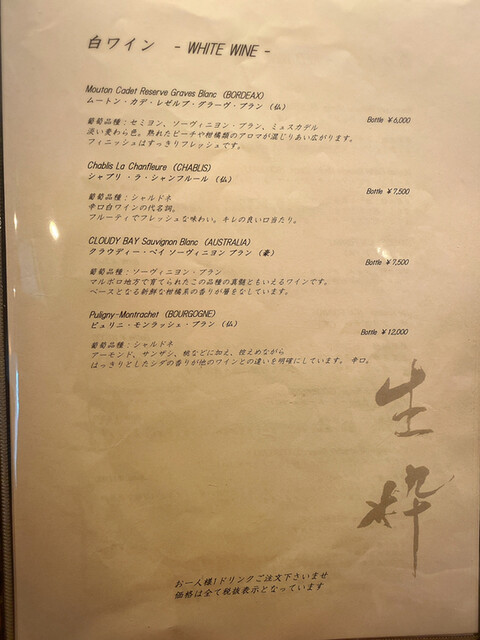 白ワイン - WHITE WINE -
Mouton Cadet Reserve Graves Blanc (BORDEAX)
ムートン・カデ・レゼルブ・グラーヴ・ブラン (仏)
Bottle ¥6,000
葡萄品種：セミヨン、ソーヴィニヨン・ブラン、ミュスカデル
淡い麦わら色。熟れたピーチや柑橘類のアロマが混じりあい広がります。
フィニッシュはすっきりフレッシュです。
Chablis La Chanfleure (CHABLIS)
シャブリ ・ラ・シャンフルール (仏)
Bottle ¥7,500
葡萄品種：シャルドネ
辛口白ワインの代名詞。
フルーティでフレッシュな味わい。キレの良い口当たり。
CLOUDY BAY Sauvignon Blanc (AUSTRALIA)
クラウディー・ベイ ソーヴィニヨン ブラン (豪)
Bottle ¥7,500
葡萄品種：ソーヴィニヨン・ブラン
マルボロ地方で育てられたこの品種の真髄ともいえるワインです。
ベースとなる新鮮な柑橘系の香りが層をなしています。
Puligny-Montrachet (BOURGOGNE)
ピュリニ・モンラッシェ・ブラン (仏)
Bottle ¥12,000
葡萄品種：シャルドネ
アーモンド、サンザシ、桃などに加え、控えめながら
はっきりとしたシダの香りが他のワインとの違いを明確にしています。 辛口。
生
粋
お一人様1ドリンクご注文下さいませ
価格は全て税抜表示となっています